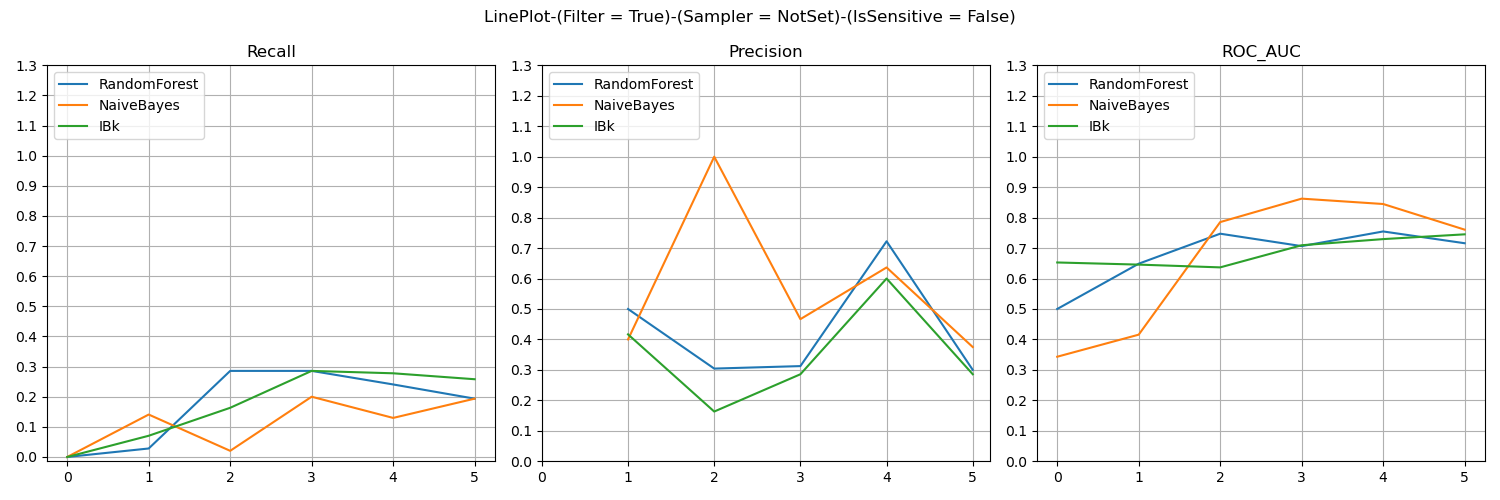 LinePlot-(Filter = True)-(Sampler = NotSet)-(IsSensitive = False)
Recall
RandomForest
NaiveBayes
IBk
1.3
1.2
1.1
1.0
0.9
0.8
0.7
0.6
0.5
0.4
0.3
0.2
0.1
0.0
0 1 2 3 4 5
Precision
RandomForest
NaiveBayes
IBk
1.3
1.2
1.1
1.0
0.9
0.8
0.7
0.6
0.5
0.4
0.3
0.2
0.1
0.0
0 1 2 3 4 5
ROC_AUC
RandomForest
NaiveBayes
IBk
1.3
1.2
1.1
1.0
0.9
0.8
0.7
0.6
0.5
0.4
0.3
0.2
0.1
0.0
0 1 2 3 4 5